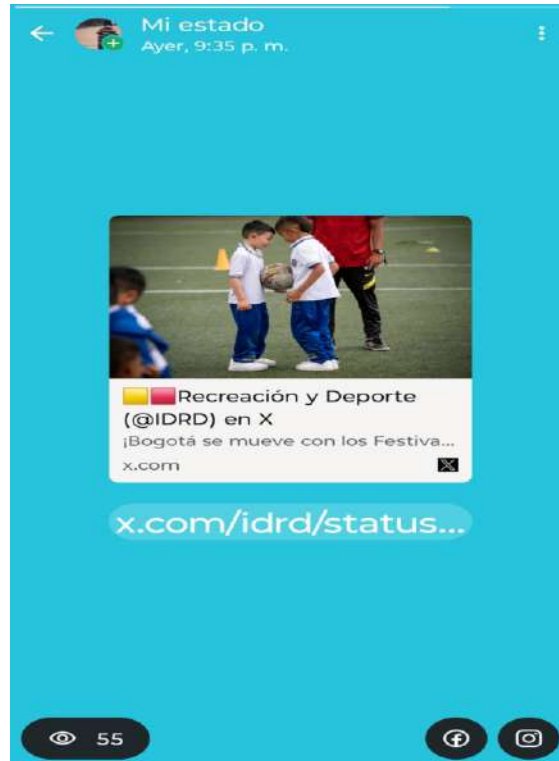 Mi estado
Ayer, 9:35 p. m.
🟨🟥Recreación y Deporte
(@IDRD) en X
¡Bogotá se mueve con los Festiva...
x.com
x.com/idrd/status...
55